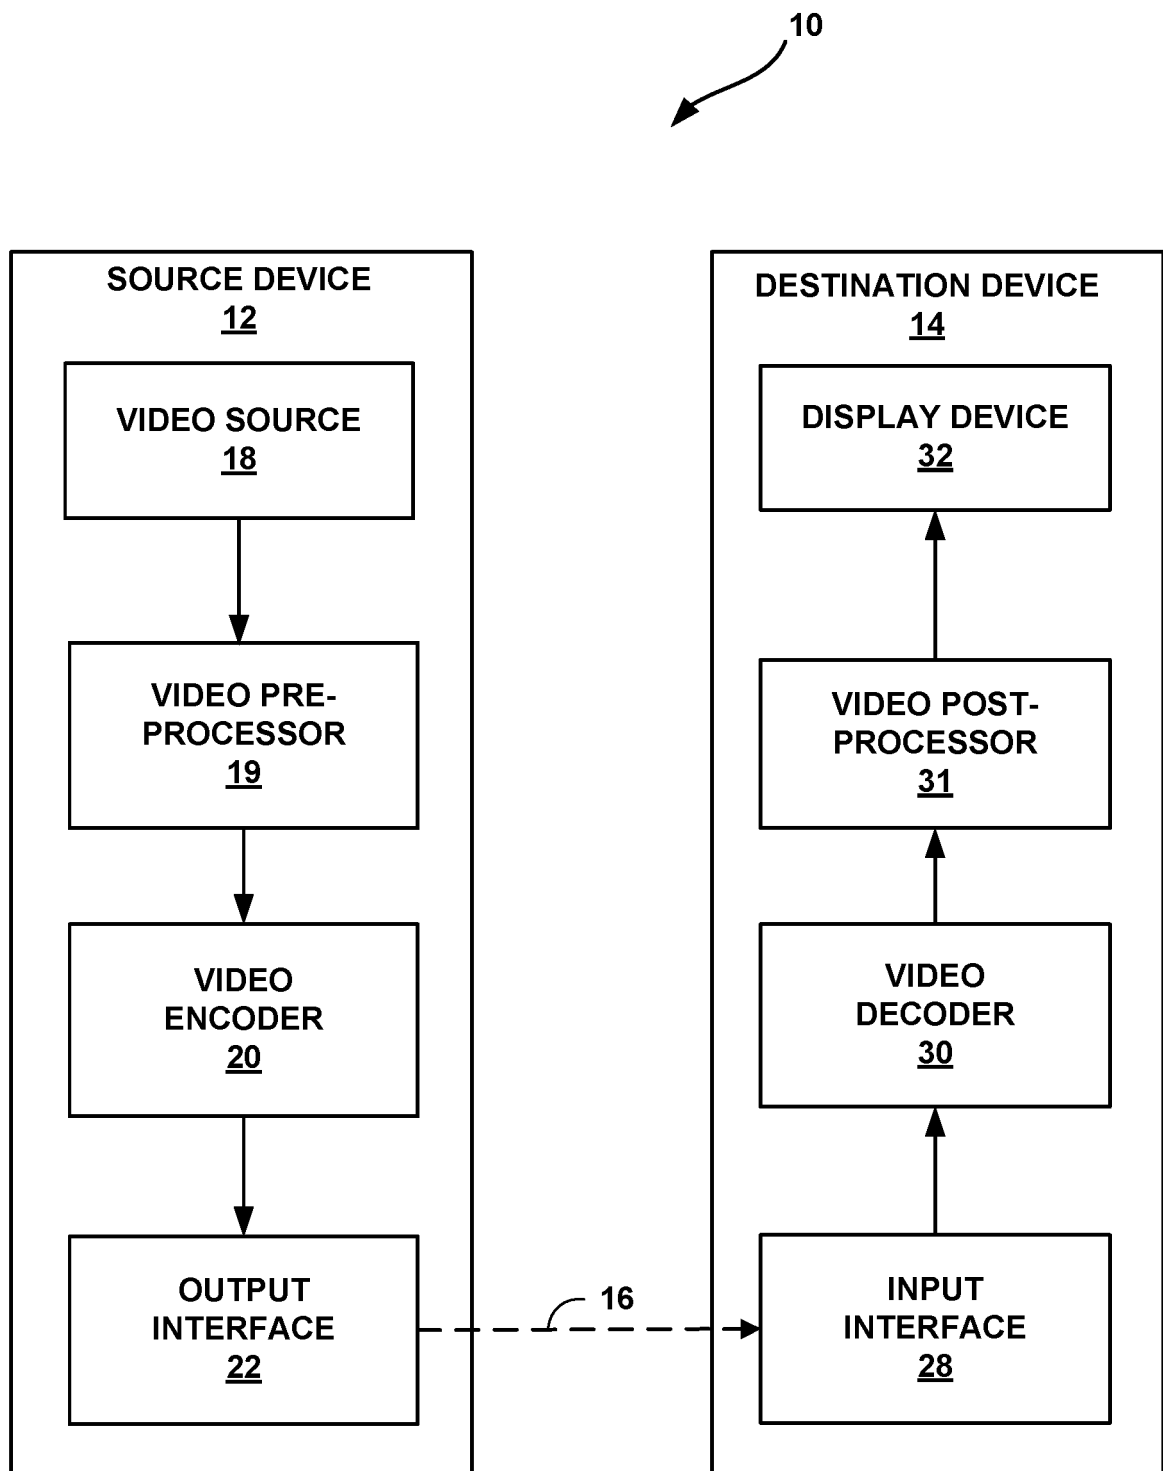 10
SOURCE DEVICE
12
VIDEO SOURCE
18
VIDEO PRE-
PROCESSOR
19
VIDEO
ENCODER
20
OUTPUT
INTERFACE
22
16
DESTINATION DEVICE
14
DISPLAY DEVICE
32
VIDEO POST-
PROCESSOR
31
VIDEO
DECODER
30
INPUT
INTERFACE
28